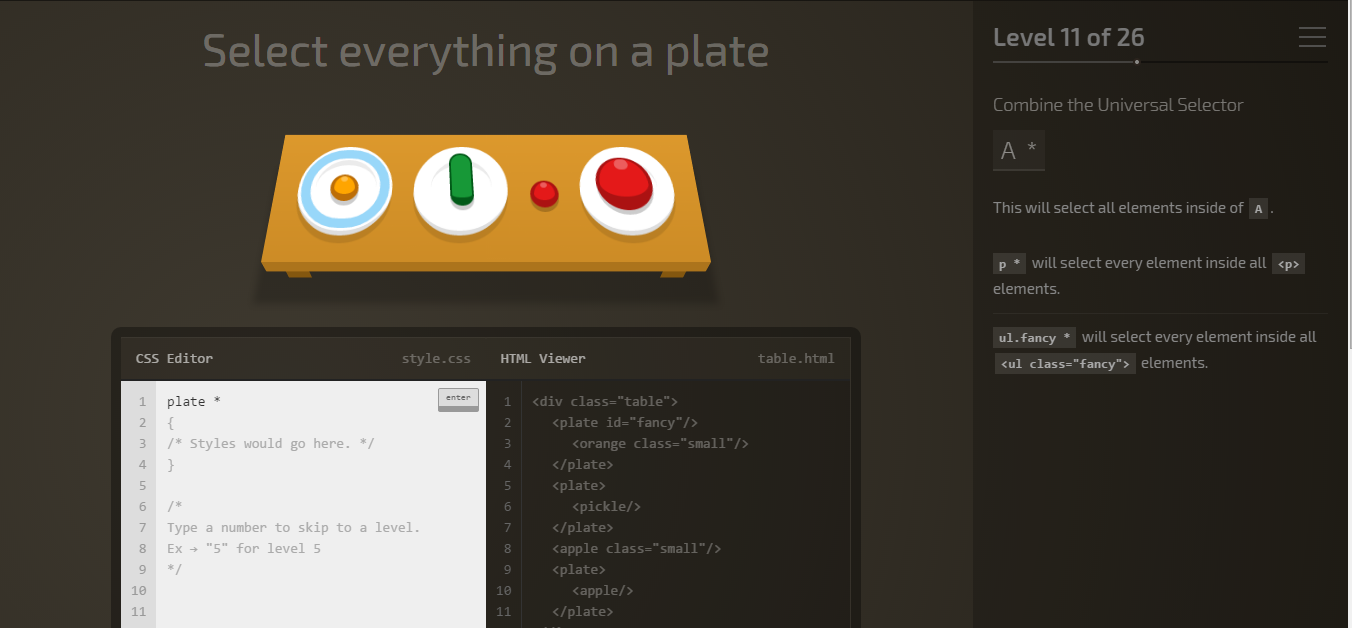 Select everything on a plate
Level 11 of 26
Combine the Universal Selector
A *
This will select all elements inside of A .
p * will select every element inside all <p>
elements.
ul.fancy * will select every element inside all
<ul class="fancy"> elements.
CSS Editor style.css HTML Viewer table.html
enter
1 plate *
2 {
3 /* Styles would go here. */
4 }
5
6 /*
7 Type a number to skip to a level.
8 Ex → "5" for level 5
9 */
10
11
1 <div class="table">
2 <plate id="fancy"/>
3 <orange class="small"/>
4 </plate>
5 <plate>
6 <pickle/>
7 </plate>
8 <apple class="small"/>
9 <plate>
10 <apple/>
11 </plate>